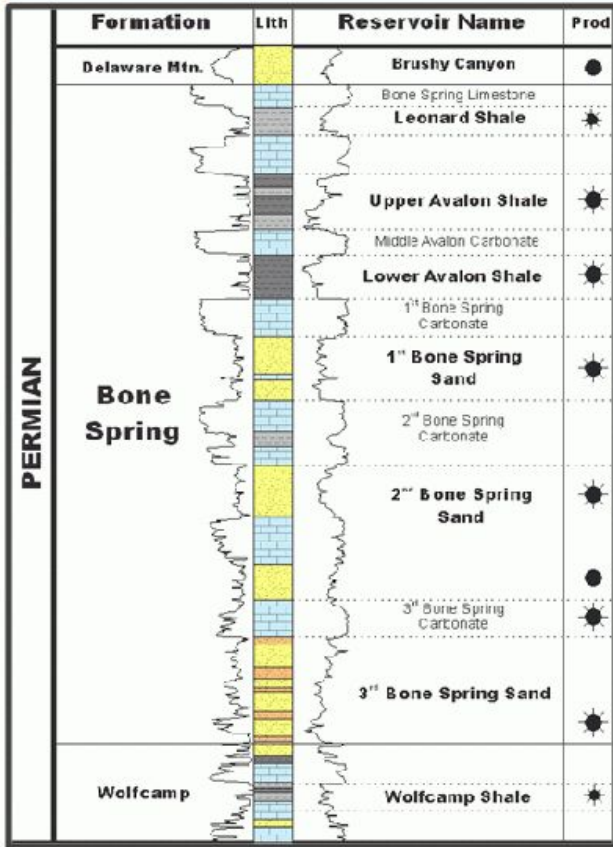 Formation Lith Reservoir Name Prod
Delaware Mtn. Brushy Canyon
Bone Spring Limestone
Leonard Shale
Upper Avalon Shale
Middle Avalon Carbonate
Lower Avalon Shale
1st Bone Spring
Carbonate
1st Bone Spring
Sand
PERMIAN
Bone
Spring
2nd Bone Spring
Carbonate
2nd Bone Spring
Sand
3rd Bone Spring
Carbonate
3rd Bone Spring Sand
Wolfcamp Wolfcamp Shale